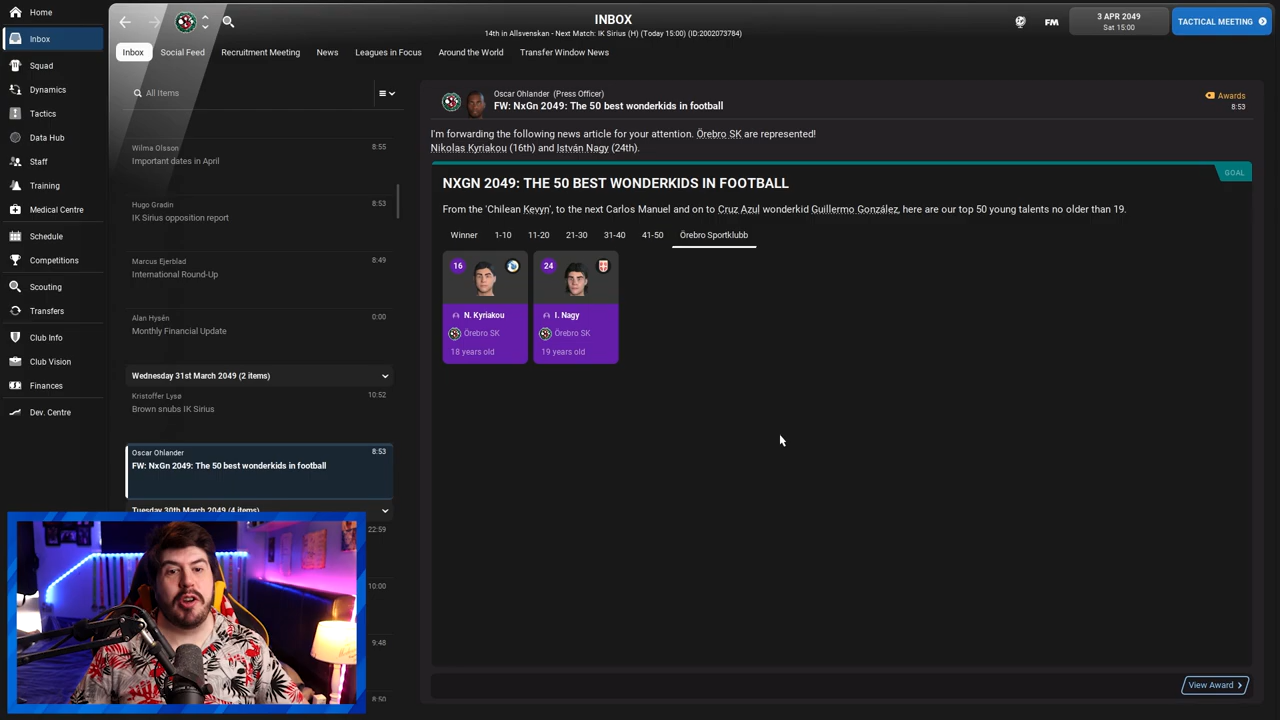 Home
Inbox
Squad
Dynamics
Tactics
Data Hub
Staff
Training
Medical Centre
Schedule
Competitions
Scouting
Transfers
Club Info
Club Vision
Finances
Dev. Centre
INBOX
14th in Allsvenskan - Next Match: IK Sirius (H) (Today 15:00) (ID:2002073784)
FM
3 APR 2049
Sat 15:00
TACTICAL MEETING
Inbox
Social Feed
Recruitment Meeting
News
Leagues in Focus
Around the World
Transfer Window News
All Items
Wilma Olsson 8:55
Important dates in April
Hugo Gradin 8:53
IK Sirius opposition report
Marcus Ejerblad 8:49
International Round-Up
Alan Hysén 0:00
Monthly Financial Update
Wednesday 31st March 2049 (2 items)
Kristoffer Lysø 10:52
Brown snubs IK Sirius
Oscar Ohlander 8:53
FW: NxGn 2049: The 50 best wonderkids in football
Tuesday 30th March 2049 (4 items)
22:59
10:00
9:48
8:50
Oscar Ohlander (Press Officer)
FW: NxGn 2049: The 50 best wonderkids in football
Awards
8:53
I'm forwarding the following news article for your attention. Örebro SK are represented!
Nikolas Kyriakou (16th) and István Nagy (24th).
GOAL
NXGN 2049: THE 50 BEST WONDERKIDS IN FOOTBALL
From the 'Chilean Kevyn', to the next Carlos Manuel and on to Cruz Azul wonderkid Guillermo González, here are our top 50 young talents no older than 19.
Winner 1-10 11-20 21-30 31-40 41-50 Örebro Sportklubb
16
N. Kyriakou
Örebro SK
18 years old
24
I. Nagy
Örebro SK
19 years old
View Award